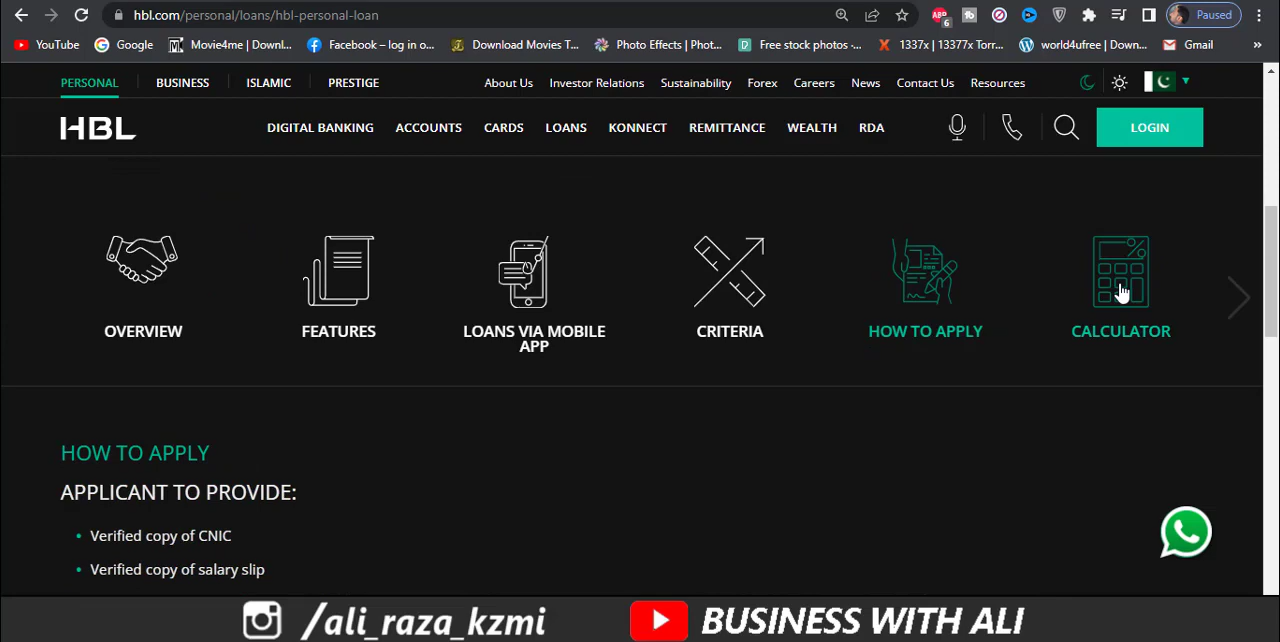 hbl.com/personal/loans/hbl-personal-loan
6
Paused
YouTube Google Movie4me | Downl... Facebook – log in o... Download Movies T... Photo Effects | Phot... Free stock photos -... 1337x | 13377x Torr... world4ufree | Down... Gmail »
PERSONAL BUSINESS ISLAMIC PRESTIGE About Us Investor Relations Sustainability Forex Careers News Contact Us Resources
HBL DIGITAL BANKING ACCOUNTS CARDS LOANS KONNECT REMITTANCE WEALTH RDA LOGIN
OVERVIEW FEATURES LOANS VIA MOBILE CRITERIA HOW TO APPLY CALCULATOR
APP
HOW TO APPLY
APPLICANT TO PROVIDE:
• Verified copy of CNIC
• Verified copy of salary slip
/ali_raza_kzmi BUSINESS WITH ALI